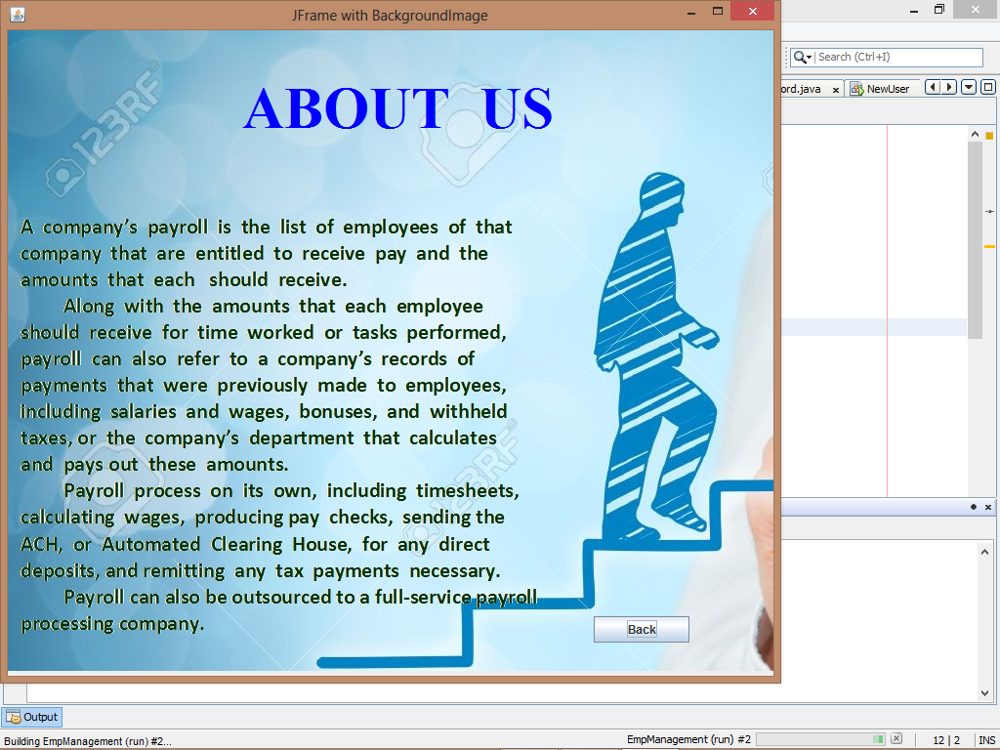 JFrame with BackgroundImage
Search (Ctrl+I)
ord.java
NewUser
123RF
ABOUT US
A company’s payroll is the list of employees of that
company that are entitled to receive pay and the
amounts that each should receive.
Along with the amounts that each employee
should receive for time worked or tasks performed,
payroll can also refer to a company’s records of
payments that were previously made to employees,
including salaries and wages, bonuses, and withheld
taxes, or the company’s department that calculates
and pays out these amounts.
Payroll process on its own, including timesheets,
calculating wages, producing pay checks, sending the
ACH, or Automated Clearing House, for any direct
deposits, and remitting any tax payments necessary.
Payroll can also be outsourced to a full-service payroll
processing company.
123RF
Back
Output
Building EmpManagement (run) #2...
EmpManagement (run) #2
12 | 2
INS